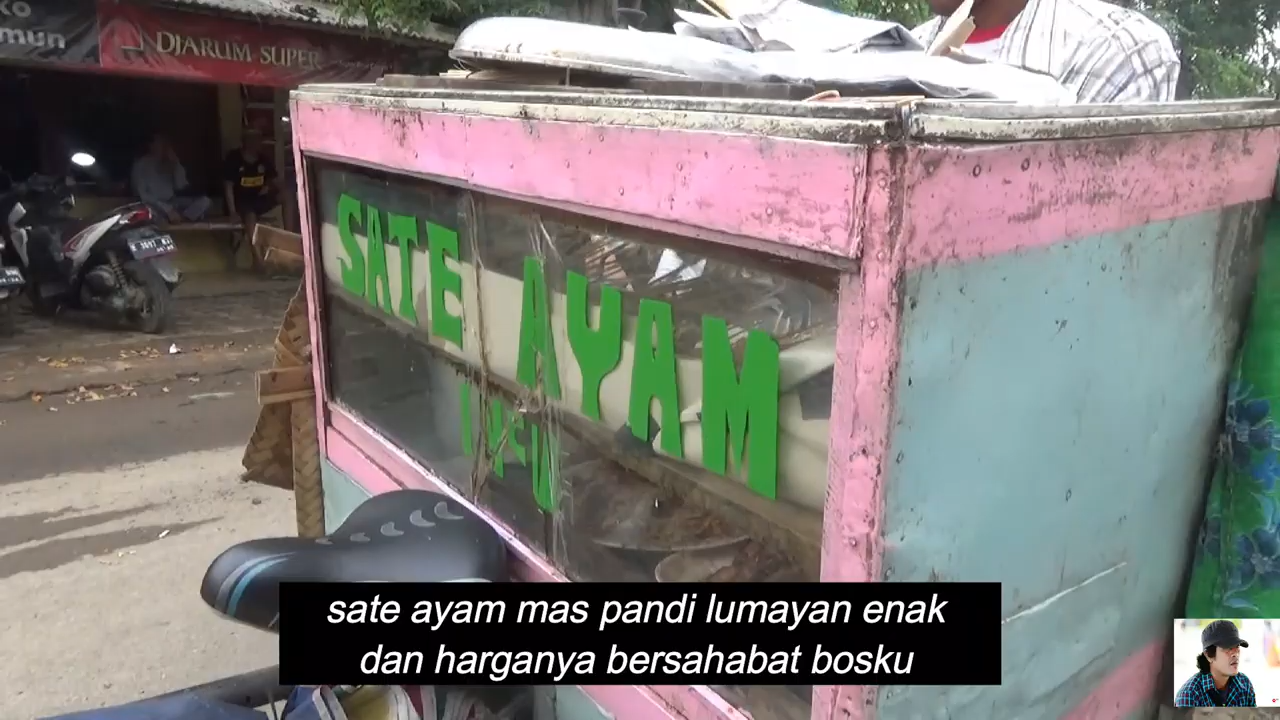 DJARUM SUPER
SATE AYAM
sate ayam mas pandi lumayan enak
dan harganya bersahabat bosku